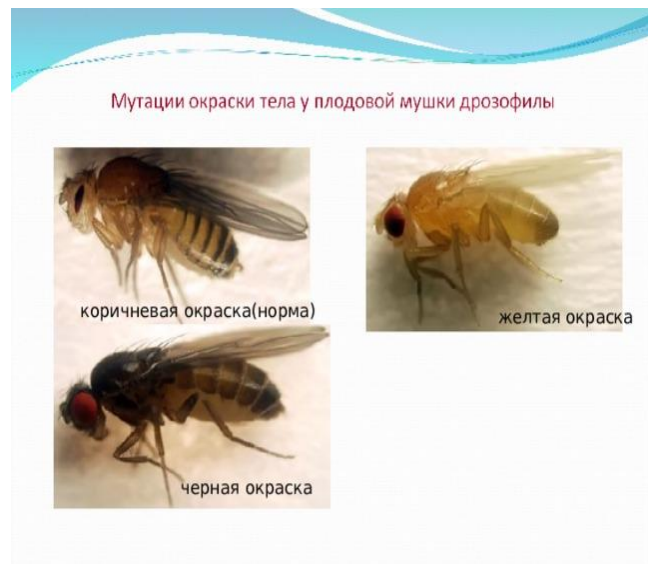 Мутации окраски тела у плодовой мушки дрозофилы
коричневая окраска(норма)
желтая окраска
черная окраска